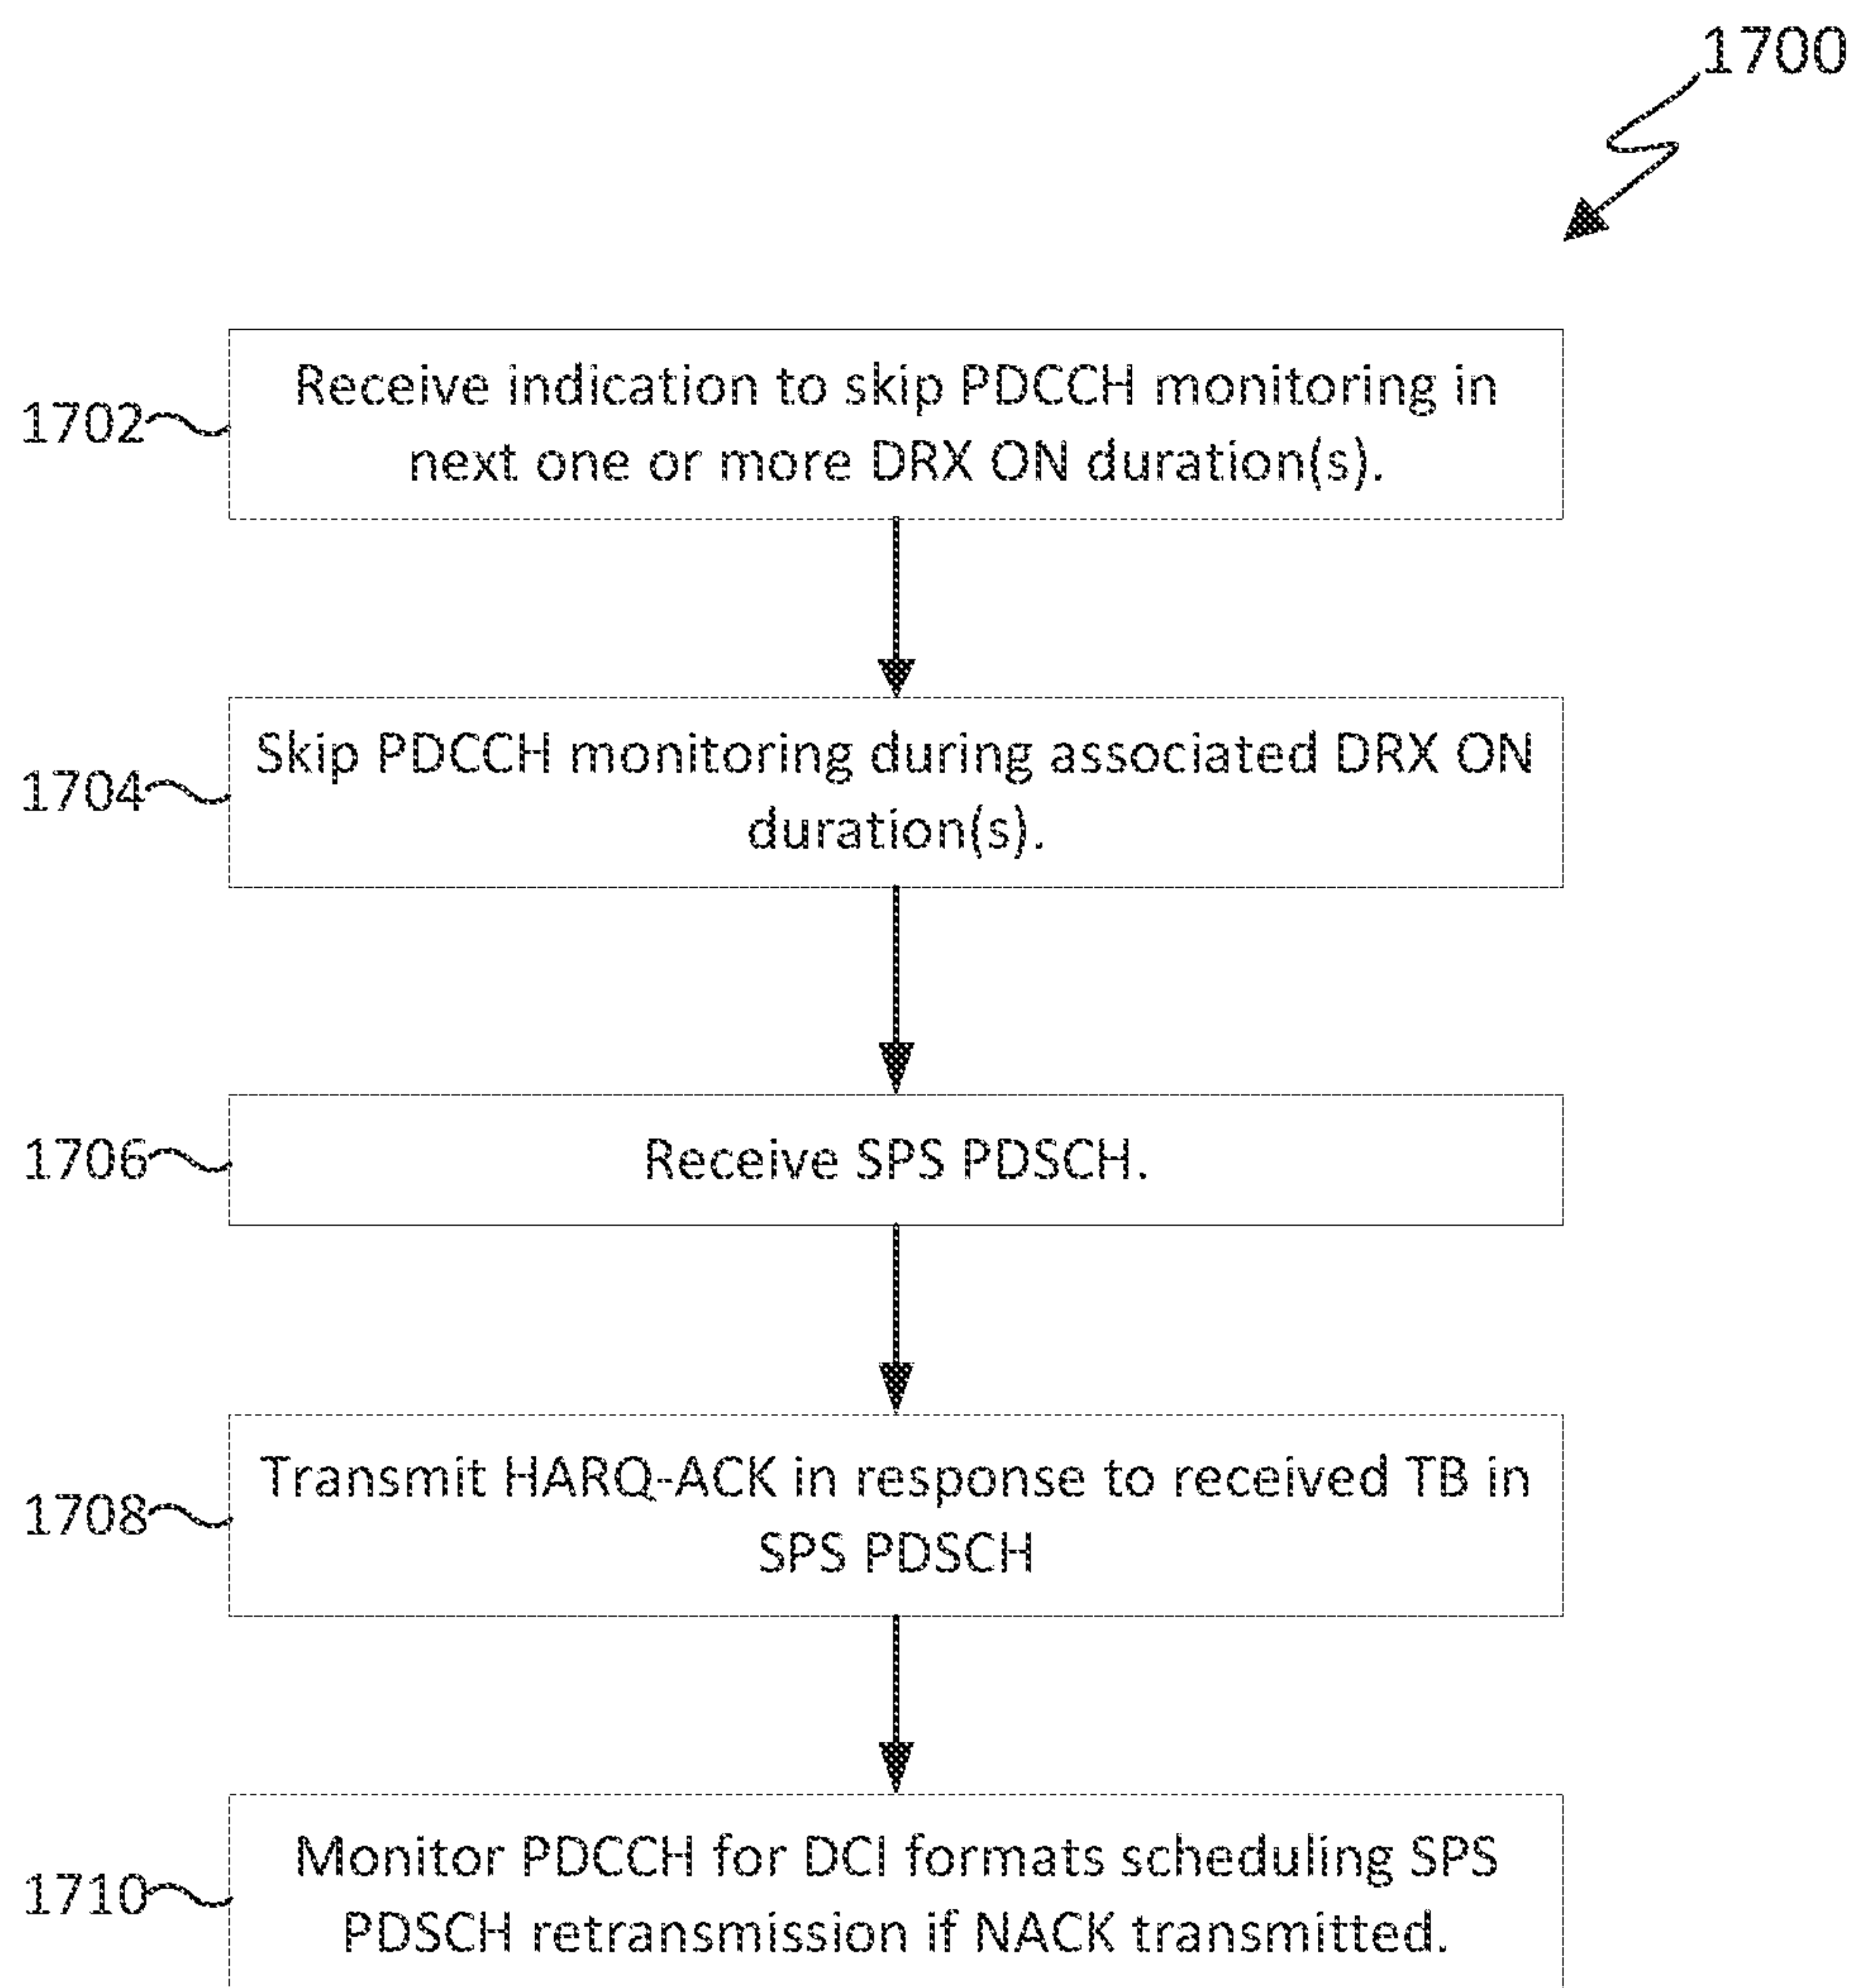 1700
1702
Receive indication to skip PDCCH monitoring in
next one or more DRX ON duration(s).
1704
Skip PDCCH monitoring during associated DRX ON
duration(s).
1706
Receive SPS PDSCH.
1708
Transmit HARQ-ACK in response to received TB in
SPS PDSCH
1710
Monitor PDCCH for DCI formats scheduling SPS
PDSCH retransmission if NACK transmitted.